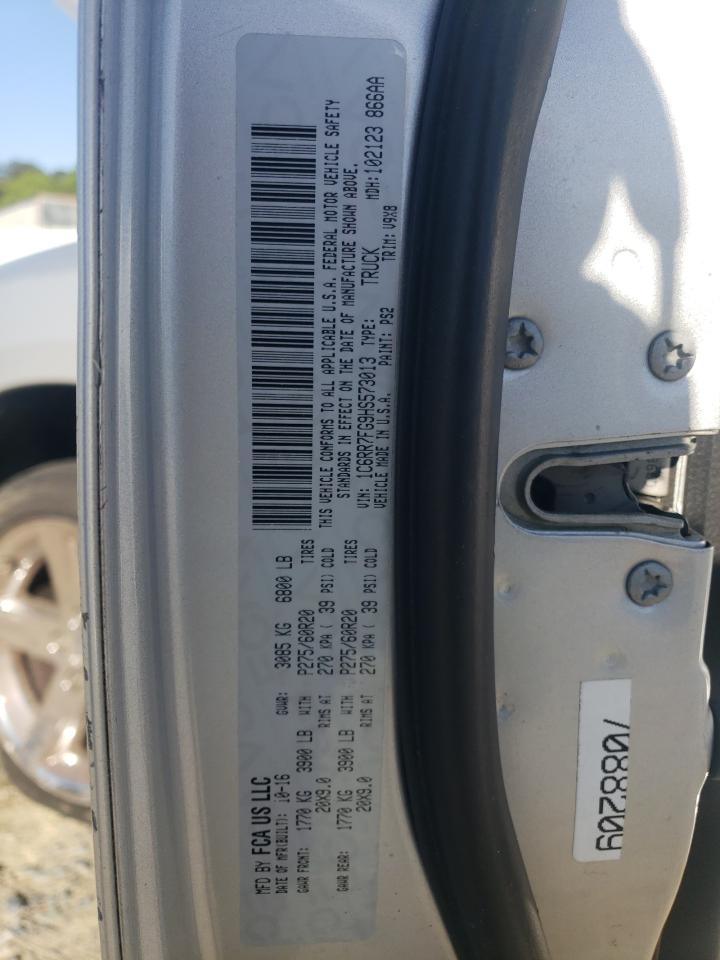 MFD BY FCA US LLC
DATE OF MFR(BUILT): 10-16 GVWR: 3085 KG 6800 LB
GAWR FRONT: 1770 KG 3900 LB WITH P275/60R20 TIRES
20X9.0 RIMS AT 270 KPA ( 39 PSI) COLD
GAWR REAR: 1770 KG 3900 LB WITH P275/60R20 TIRES
20X9.0 RIMS AT 270 KPA ( 39 PSI) COLD
THIS VEHICLE CONFORMS TO ALL APPLICABLE U.S.A. FEDERAL MOTOR VEHICLE SAFETY
STANDARDS IN EFFECT ON THE DATE OF MANUFACTURE SHOWN ABOVE.
VIN: 1C6RR7FG9HS573013 TYPE: TRUCK MDH: 102123 866AA
VEHICLE MADE IN U.S.A. PAINT: PS2 TRIM: V9X8